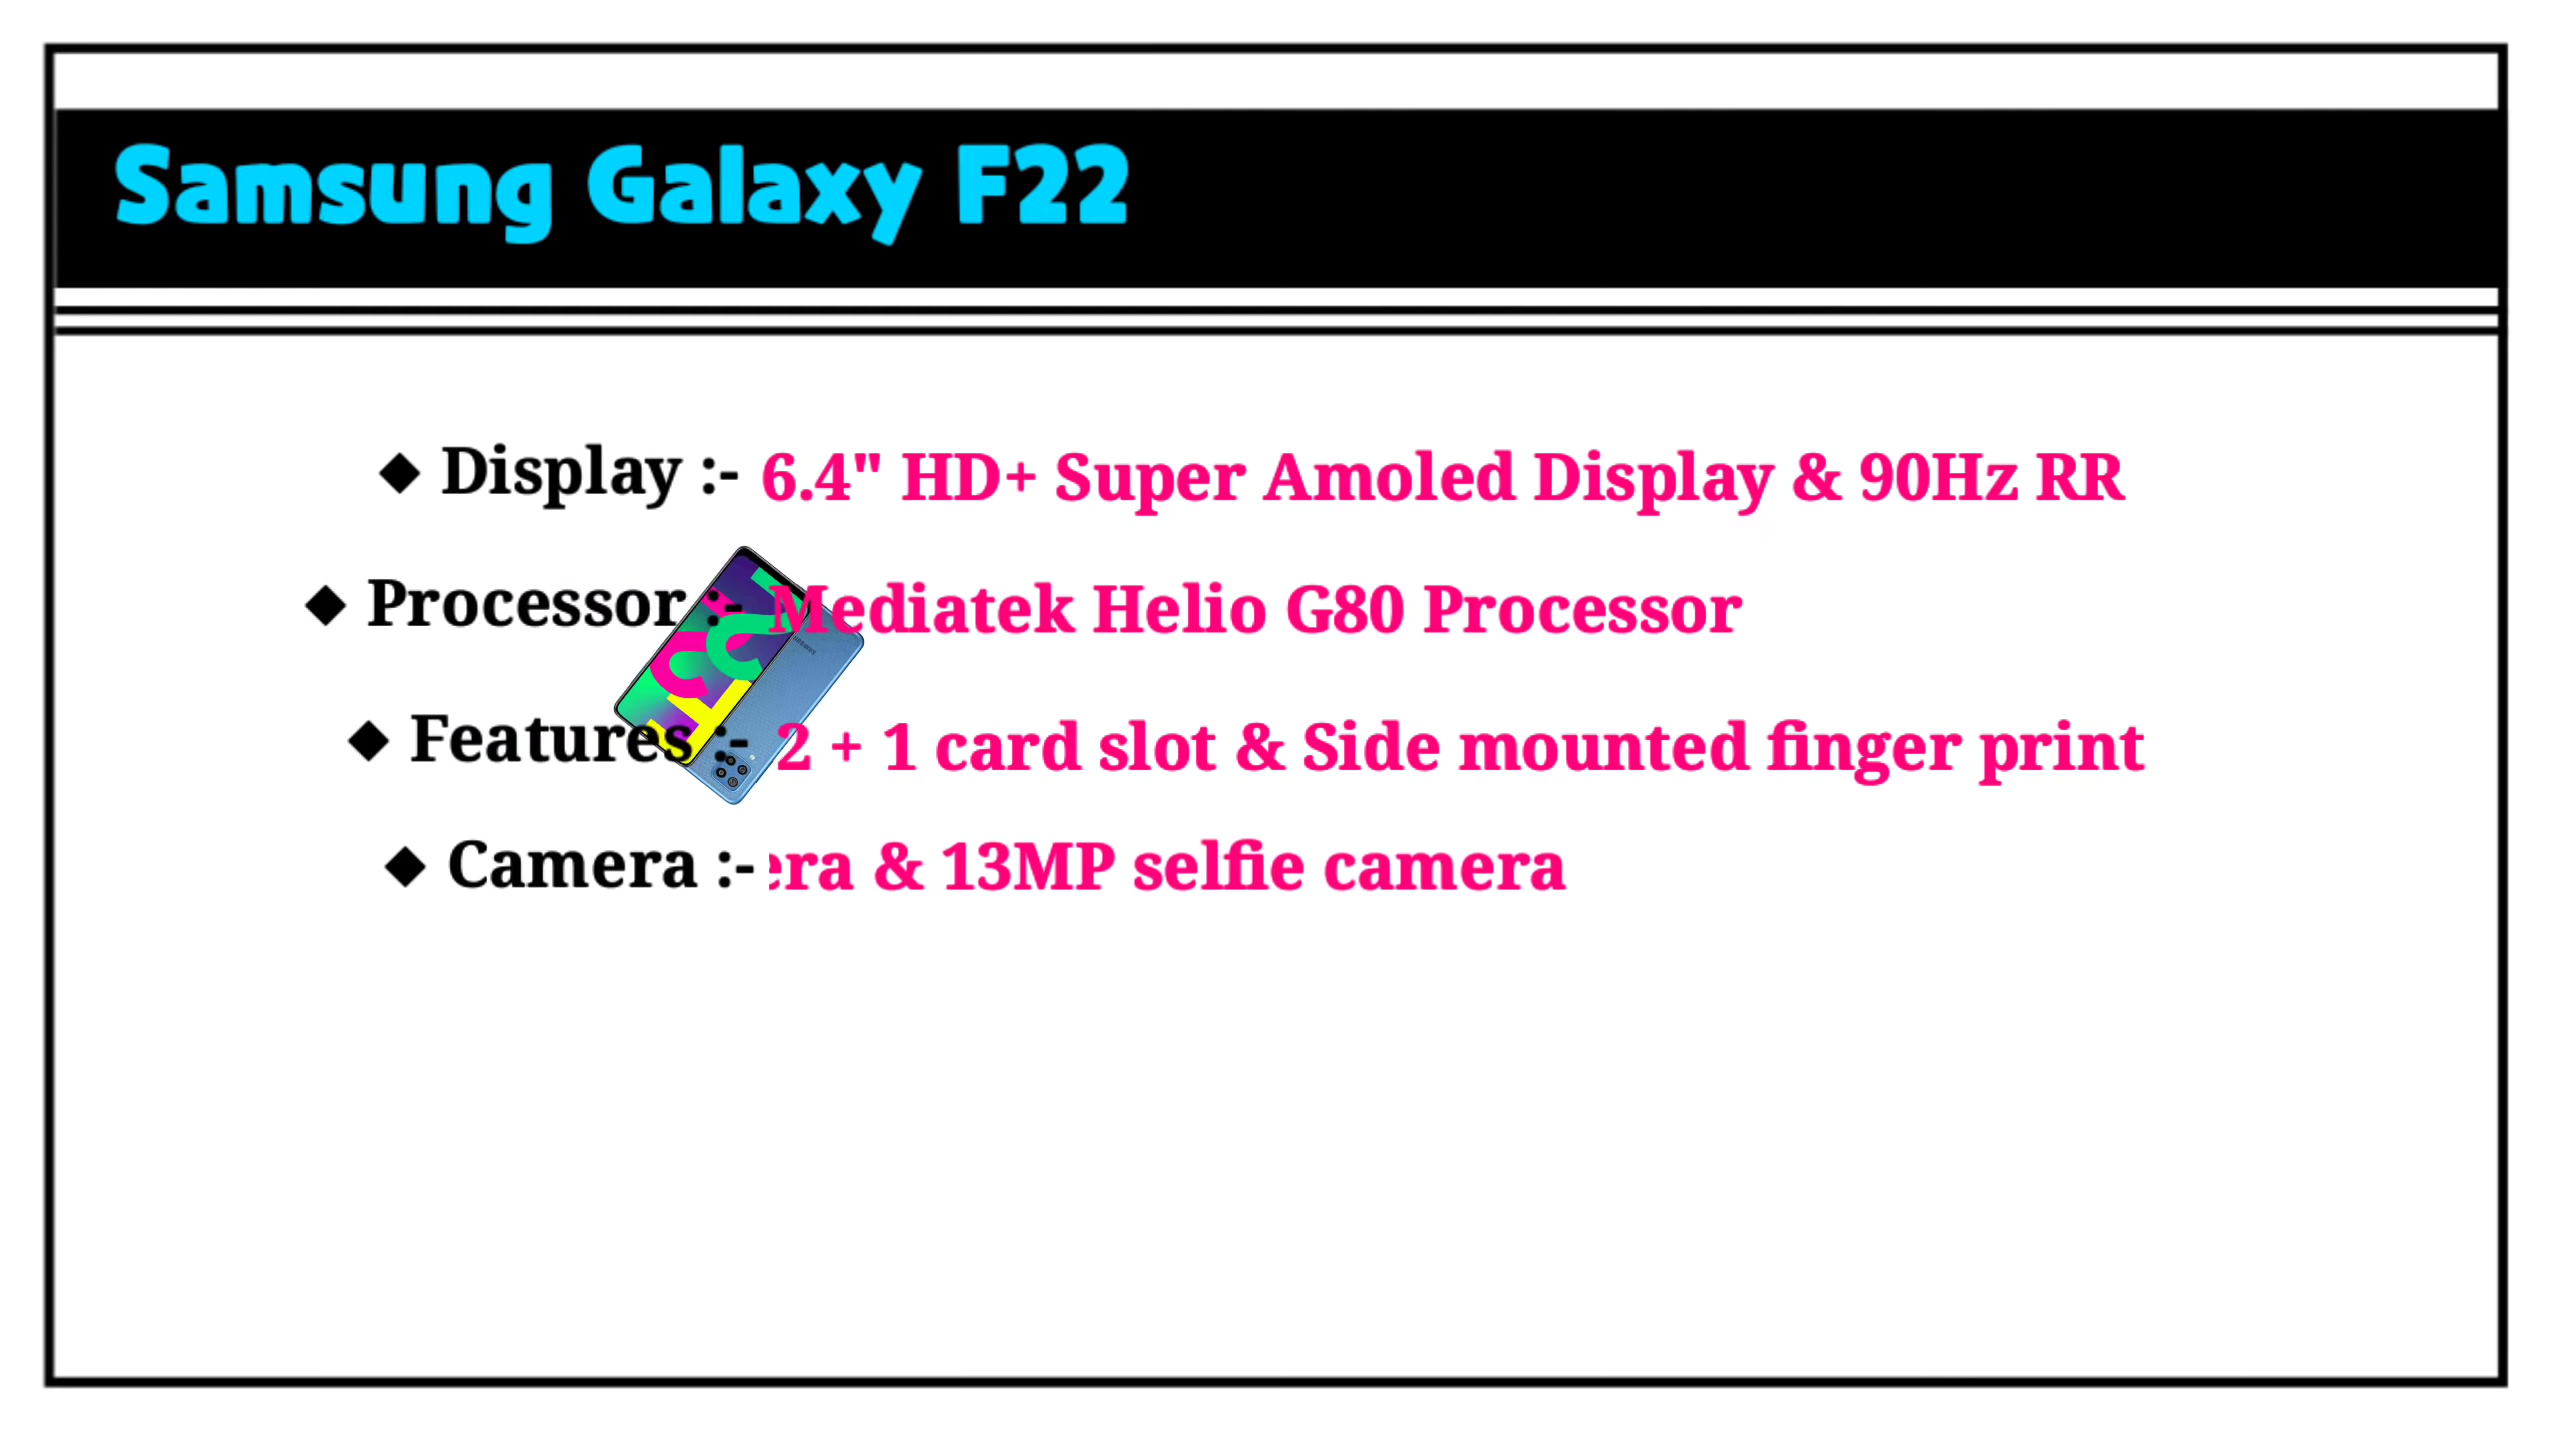 Samsung Galaxy F22
◆ Display :- 6.4" HD+ Super Amoled Display & 90Hz RR
◆ Processor :- Mediatek Helio G80 Processor
◆ Features :- 2 + 1 card slot & Side mounted finger print
◆ Camera :- era & 13MP selfie camera